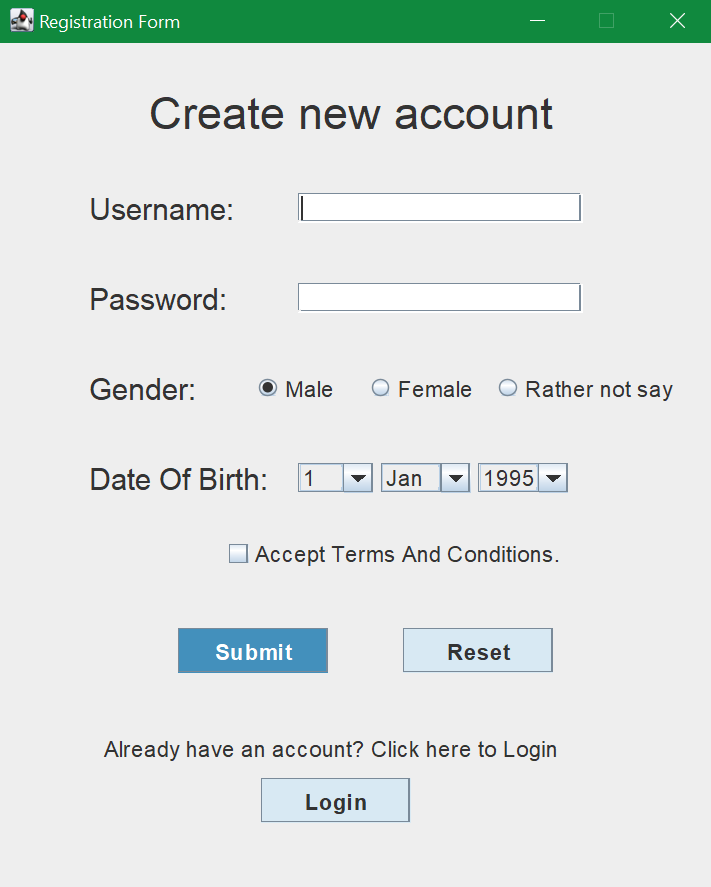 Registration Form
Create new account
Username:
Password:
Gender: Male Female Rather not say
Date Of Birth: 1 Jan 1995
Accept Terms And Conditions.
Submit Reset
Already have an account? Click here to Login
Login